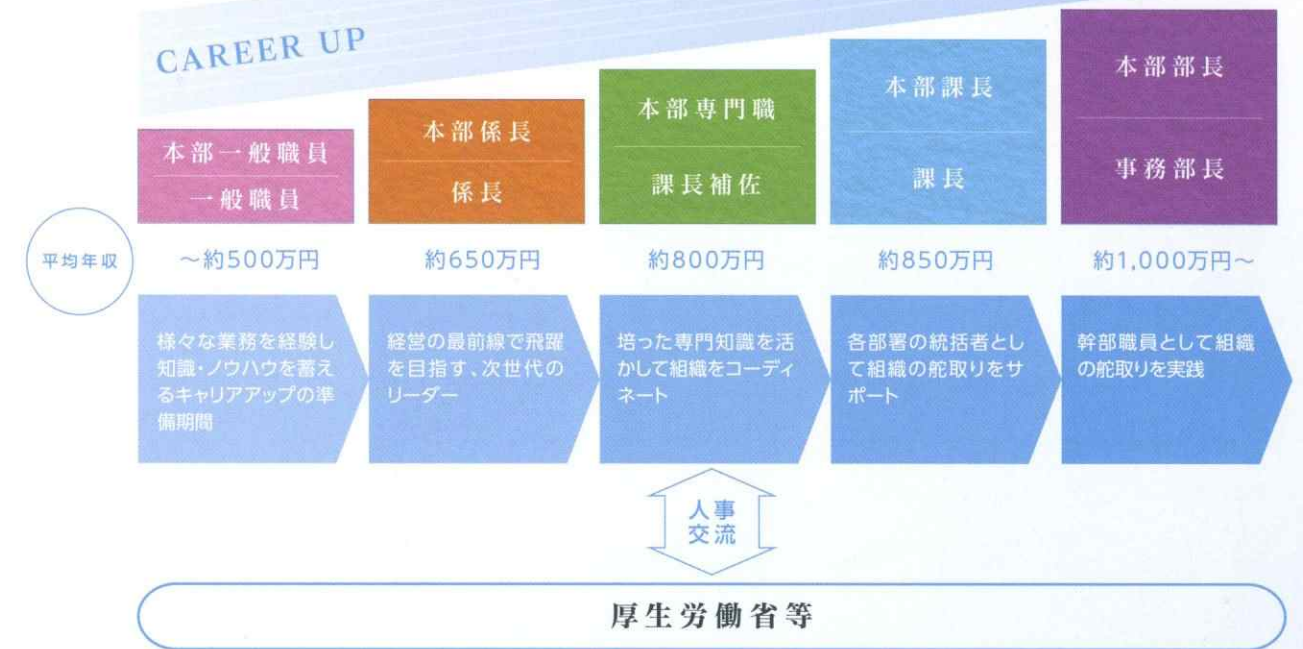 CAREER UP
本部一般職員
一般職員
本部係長
係長
本部専門職
課長補佐
本部課長
課長
本部部長
事務部長
平均年収
～約500万円
約650万円
約800万円
約850万円
約1,000万円～
様々な業務を経験し
知識・ノウハウを蓄え
るキャリアアップの準
備期間
経営の最前線で飛躍
を目指す、次世代の
リーダー
培った専門知識を活
かして組織をコーディ
ネート
各部署の統括者とし
て組織の舵取りをサ
ポート
幹部職員として組織
の舵取りを実践
人事
交流
厚生労働省等